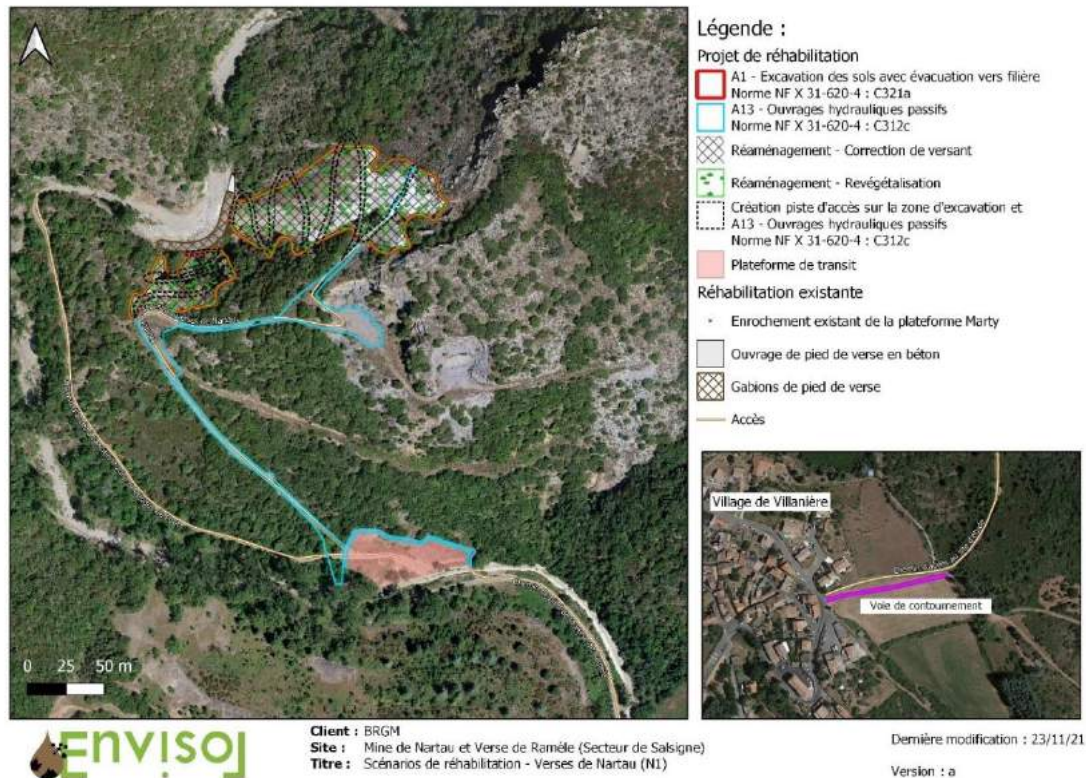 Légende :
Projet de réhabilitation
A1 - Excavation des sols avec évacuation vers filière
Norme NF X 31-620-4 : C321a
A13 - Ouvrages hydrauliques passifs
Norme NF X 31-620-4 : C312c
Réaménagement - Correction de versant
Réaménagement - Revégétalisation
Création piste d'accès sur la zone d'excavation et
A13 - Ouvrages hydrauliques passifs
Norme NF X 31-620-4 : C312c
Plateforme de transit
Réhabilitation existante
Enrochement existant de la plateforme Marty
Ouvrage de pied de verse en béton
Gabions de pied de verse
Accès
0 25 50 m
Village de Villanière
Voie de contournement
Envisol
Client : BRGM
Site : Mine de Nartau et Verse de Ramèle (Secteur de Salsigne)
Titre : Scénarios de réhabilitation - Verses de Nartau (N1)
Dernière modification : 23/11/21
Version : a